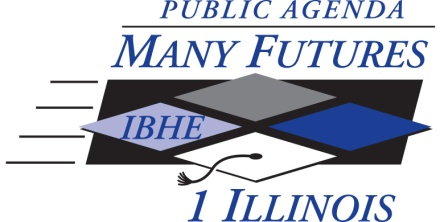 PUBLIC AGENDA
MANY FUTURES
IBHE
1 ILLINOIS